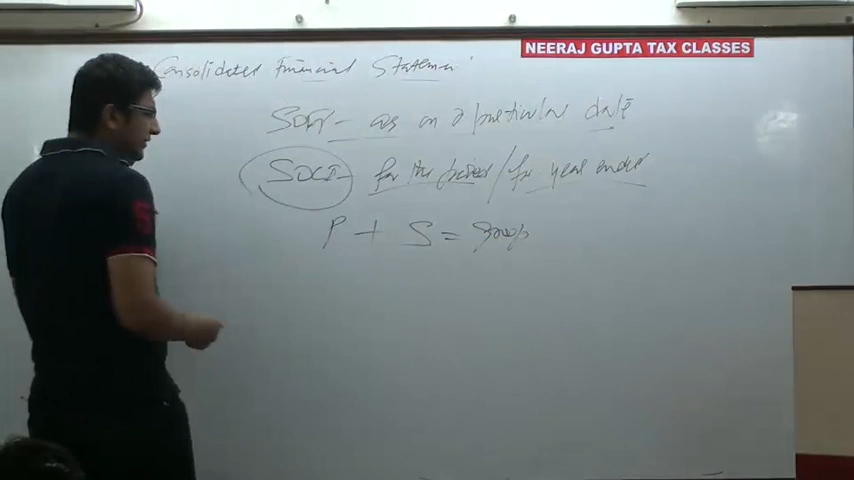 NEERAJ GUPTA TAX CLASSES
Consolidated Financial Statement
SOFP - as on a particular date
SOCI - for the period / for year ended
P + S = Group